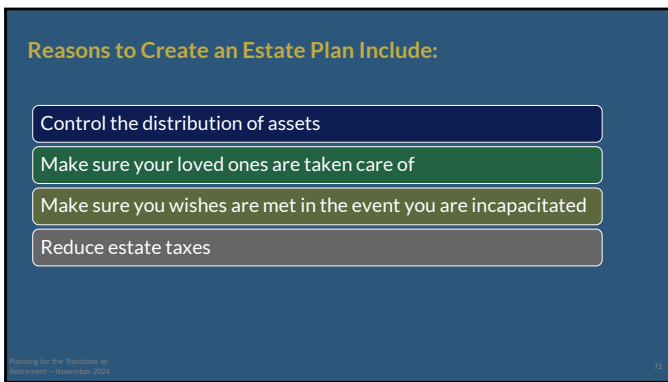 Reasons to Create an Estate Plan Include:
Control the distribution of assets
Make sure your loved ones are taken care of
Make sure you wishes are met in the event you are incapacitated
Reduce estate taxes
Planning for the Transition to
Retirement – November 2024
71